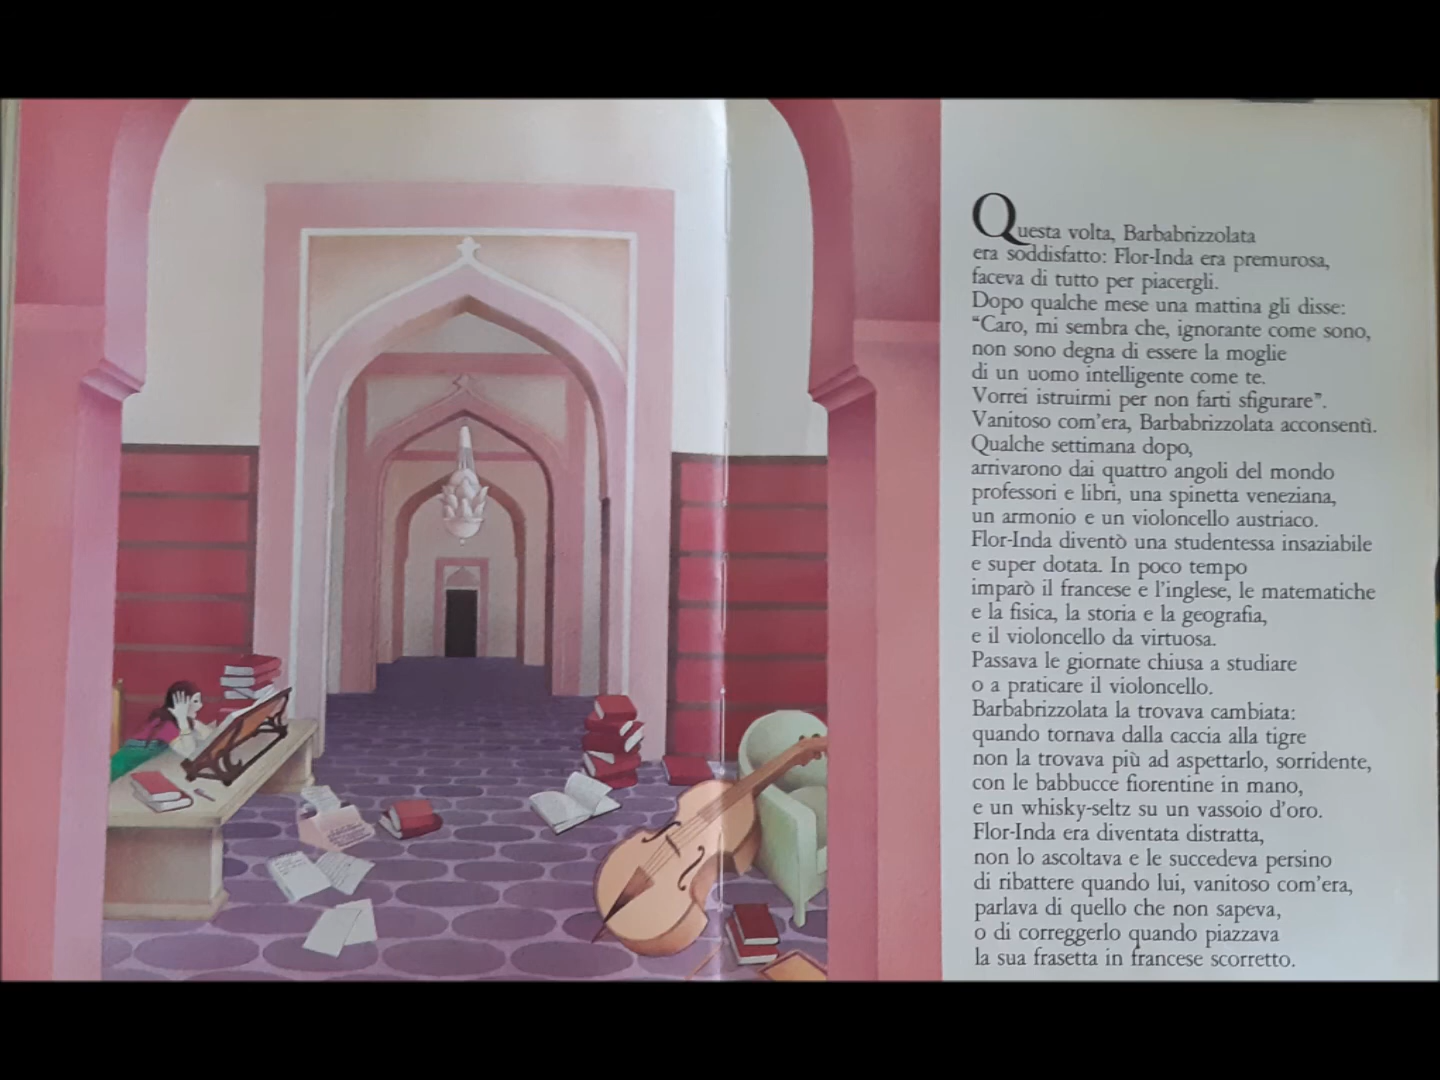 Questa volta, Barbabrizzolata
era soddisfatto: Flor-Inda era premurosa,
faceva di tutto per piacergli.
Dopo qualche mese una mattina gli disse:
“Caro, mi sembra che, ignorante come sono,
non sono degna di essere la moglie
di un uomo intelligente come te.
Vorrei istruirmi per non farti sfigurare”.
Vanitoso com’era, Barbabrizzolata acconsentì.
Qualche settimana dopo,
arrivarono dai quattro angoli del mondo
professori e libri, una spinetta veneziana,
un armonio e un violoncello austriaco.
Flor-Inda diventò una studentessa insaziabile
e super dotata. In poco tempo
imparò il francese e l’inglese, le matematiche
e la fisica, la storia e la geografia,
e il violoncello da virtuosa.
Passava le giornate chiusa a studiare
o a praticare il violoncello.
Barbabrizzolata la trovava cambiata:
quando tornava dalla caccia alla tigre
non la trovava più ad aspettarlo, sorridente,
con le babbucce fiorentine in mano,
e un whisky-seltz su un vassoio d’oro.
Flor-Inda era diventata distratta,
non lo ascoltava e le succedeva persino
di ribattere quando lui, vanitoso com’era,
parlava di quello che non sapeva,
o di correggerlo quando piazzava
la sua frasetta in francese scorretto.